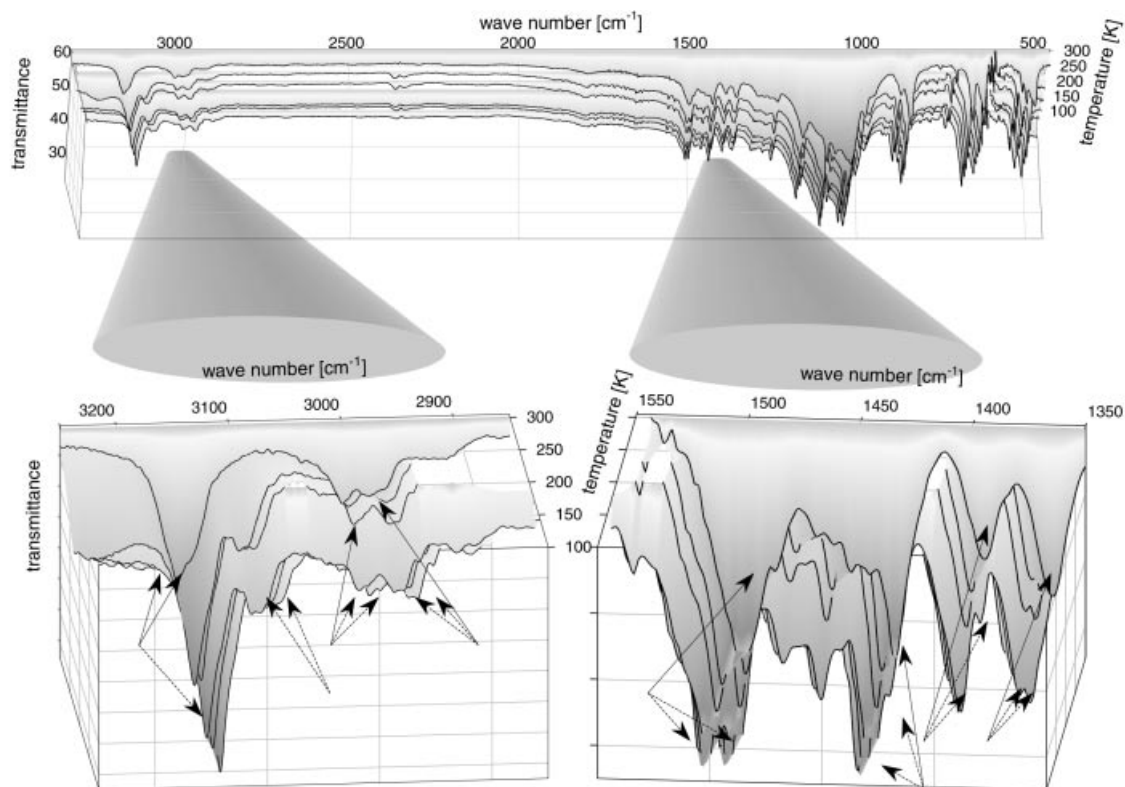 wave number [cm-1]
3000 2500 2000 1500 1000 500
60
50
40
30
transmittance
300
250
200
150
100
temperature [K]
wave number [cm-1]
3200 3100 3000 2900
300
250
200
150
100
transmittance
temperature [K]
wave number [cm-1]
1550 1500 1450 1400 1350